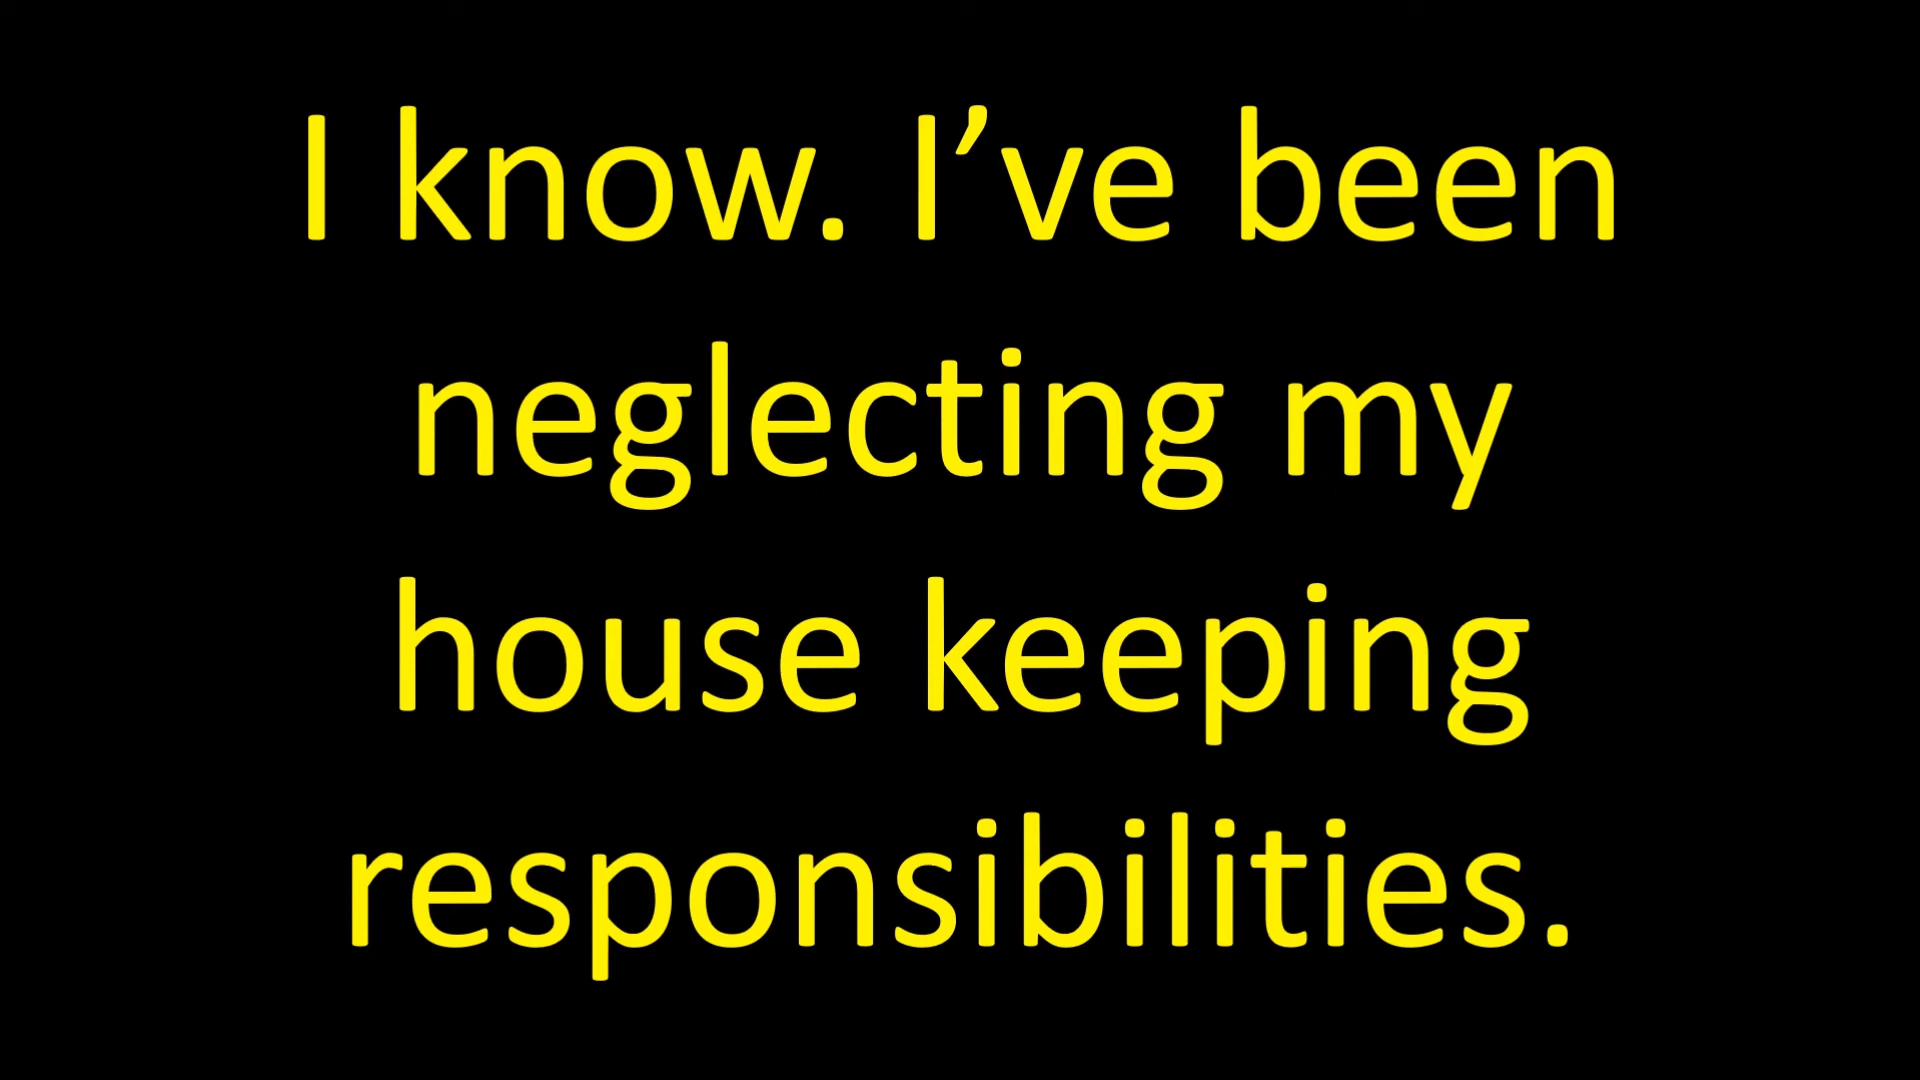 I know. I’ve been
neglecting my
house keeping
responsibilities.